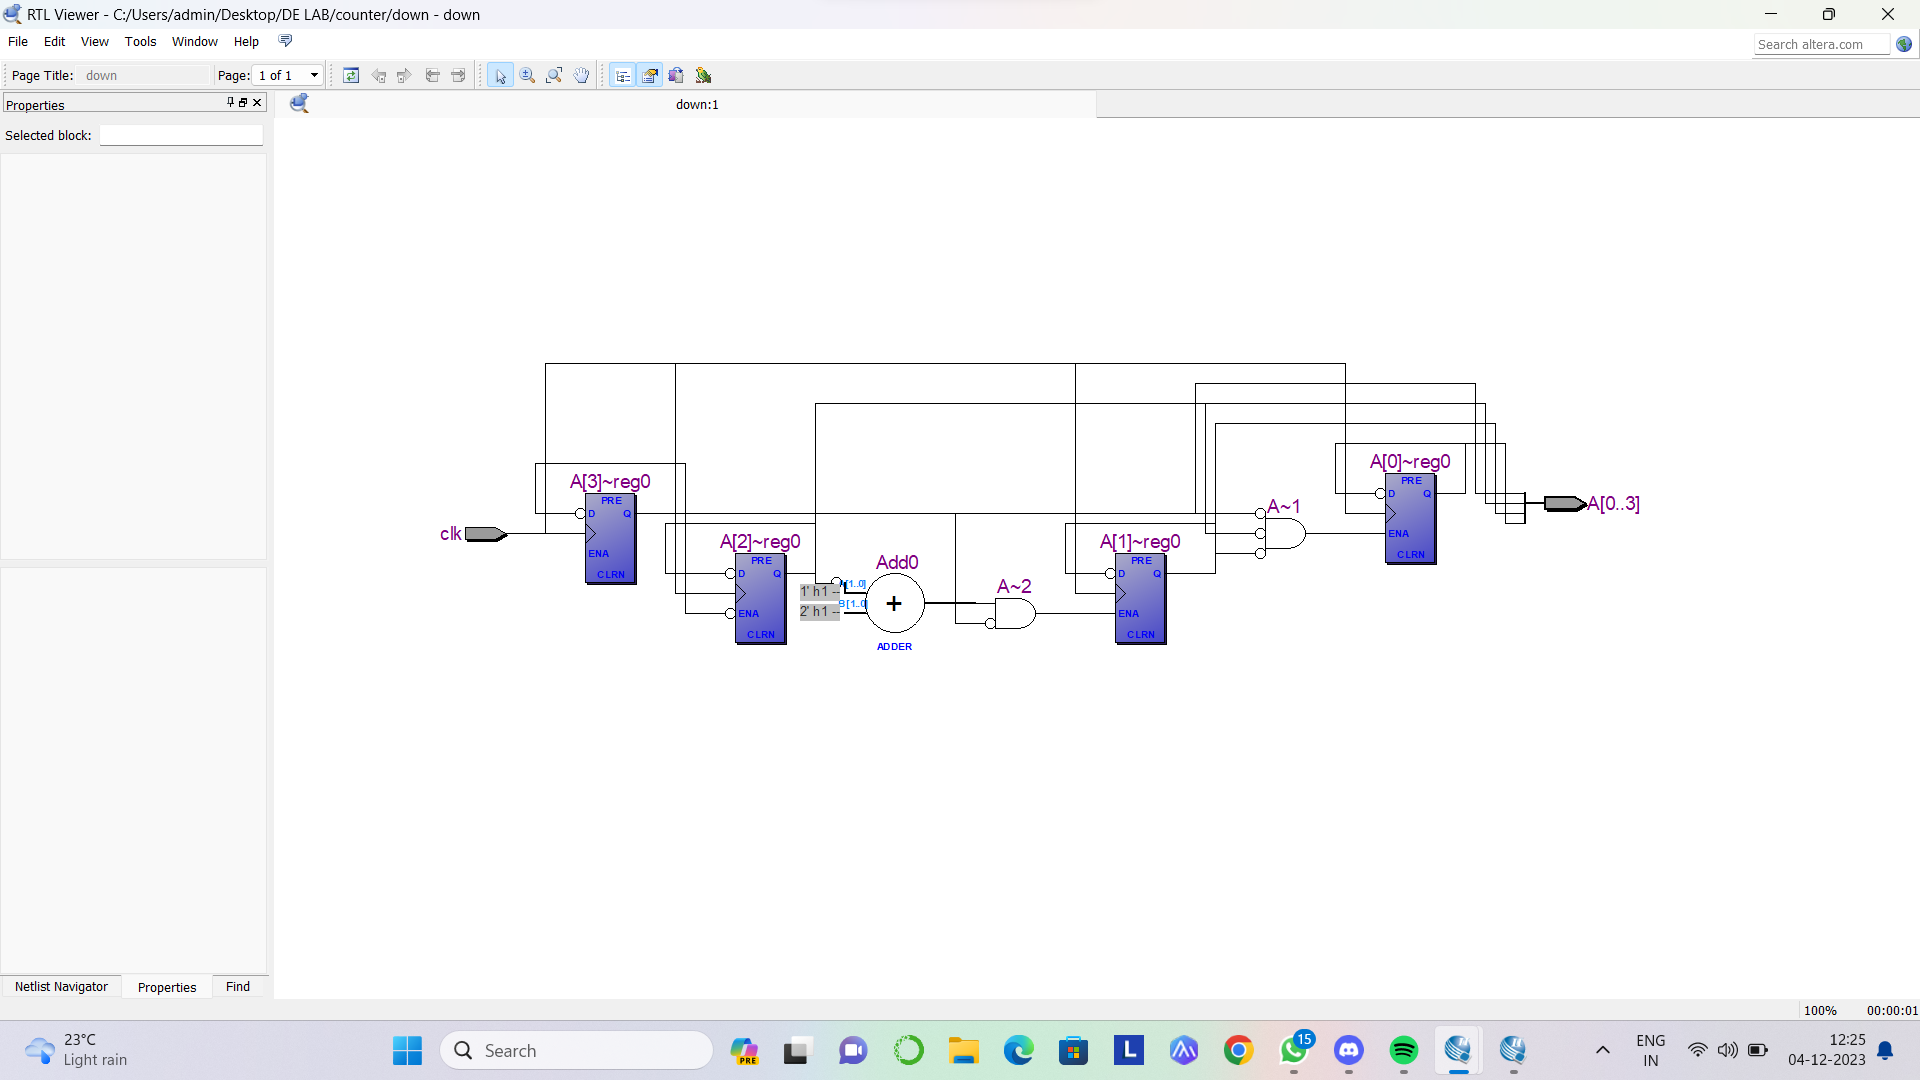 RTL Viewer - C:/Users/admin/Desktop/DE LAB/counter/down - down
File Edit View Tools Window Help
Search altera.com
Page Title: down Page: 1 of 1
Properties
down:1
Selected block:
A[0]~reg0
PRE
D Q
ENA
CLRN
A[3]~reg0
PRE
D Q
ENA
CLRN
clk
A[0..3]
A~1
A[2]~reg0
PRE
D Q
ENA
CLRN
A[1]~reg0
PRE
D Q
ENA
CLRN
Add0
A[1..0]
1' h1 --
B[1..0]
2' h1 --
+
ADDER
A~2
Netlist Navigator Properties Find
100% 00:00:01
23°C
Light rain
Search
PRE
L
15
ENG
IN
12:25
04-12-2023